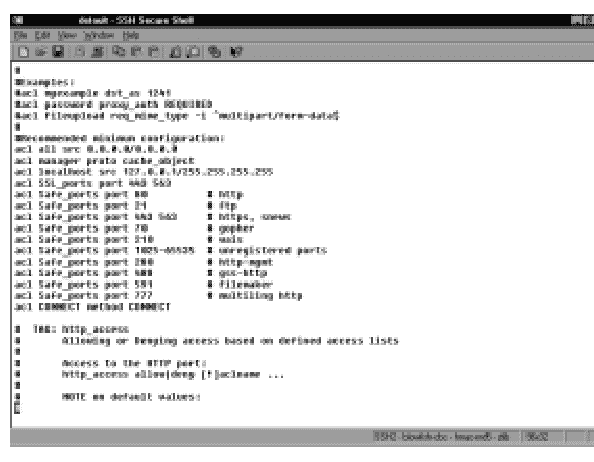 default - SSH Secure Shell
File Edit View Window Help
#
#Examples:
#acl myexample dst_as 1241
#acl password proxy_auth REQUIRED
#acl fileupload req_mime_type -i ^multipart/form-data$
#
#Recommended minimum configuration:
acl all src 0.0.0.0/0.0.0.0
acl manager proto cache_object
acl localhost src 127.0.0.1/255.255.255.255
acl SSL_ports port 443 563
acl Safe_ports port 80 # http
acl Safe_ports port 21 # ftp
acl Safe_ports port 443 563 # https, snews
acl Safe_ports port 70 # gopher
acl Safe_ports port 210 # wais
acl Safe_ports port 1025-65535 # unregistered ports
acl Safe_ports port 280 # http-mgmt
acl Safe_ports port 488 # gss-http
acl Safe_ports port 591 # filemaker
acl Safe_ports port 777 # multiling http
acl CONNECT method CONNECT
# TAG: http_access
# Allowing or Denying access based on defined access lists
#
# Access to the HTTP port:
# http_access allow|deny [!]aclname ...
#
# NOTE on default values:
SSH2 - blowfish-cbc - hmac-md5 - zlib 96x32